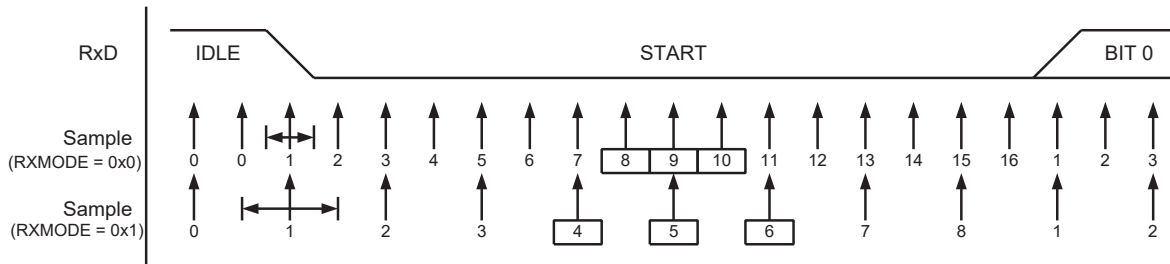 RxD IDLE START BIT 0
Sample
(RXMODE = 0x0)
0 0 1 2 3 4 5 6 7 8 9 10 11 12 13 14 15 16 1 2 3
Sample
(RXMODE = 0x1)
0 1 2 3 4 5 6 7 8 1 2